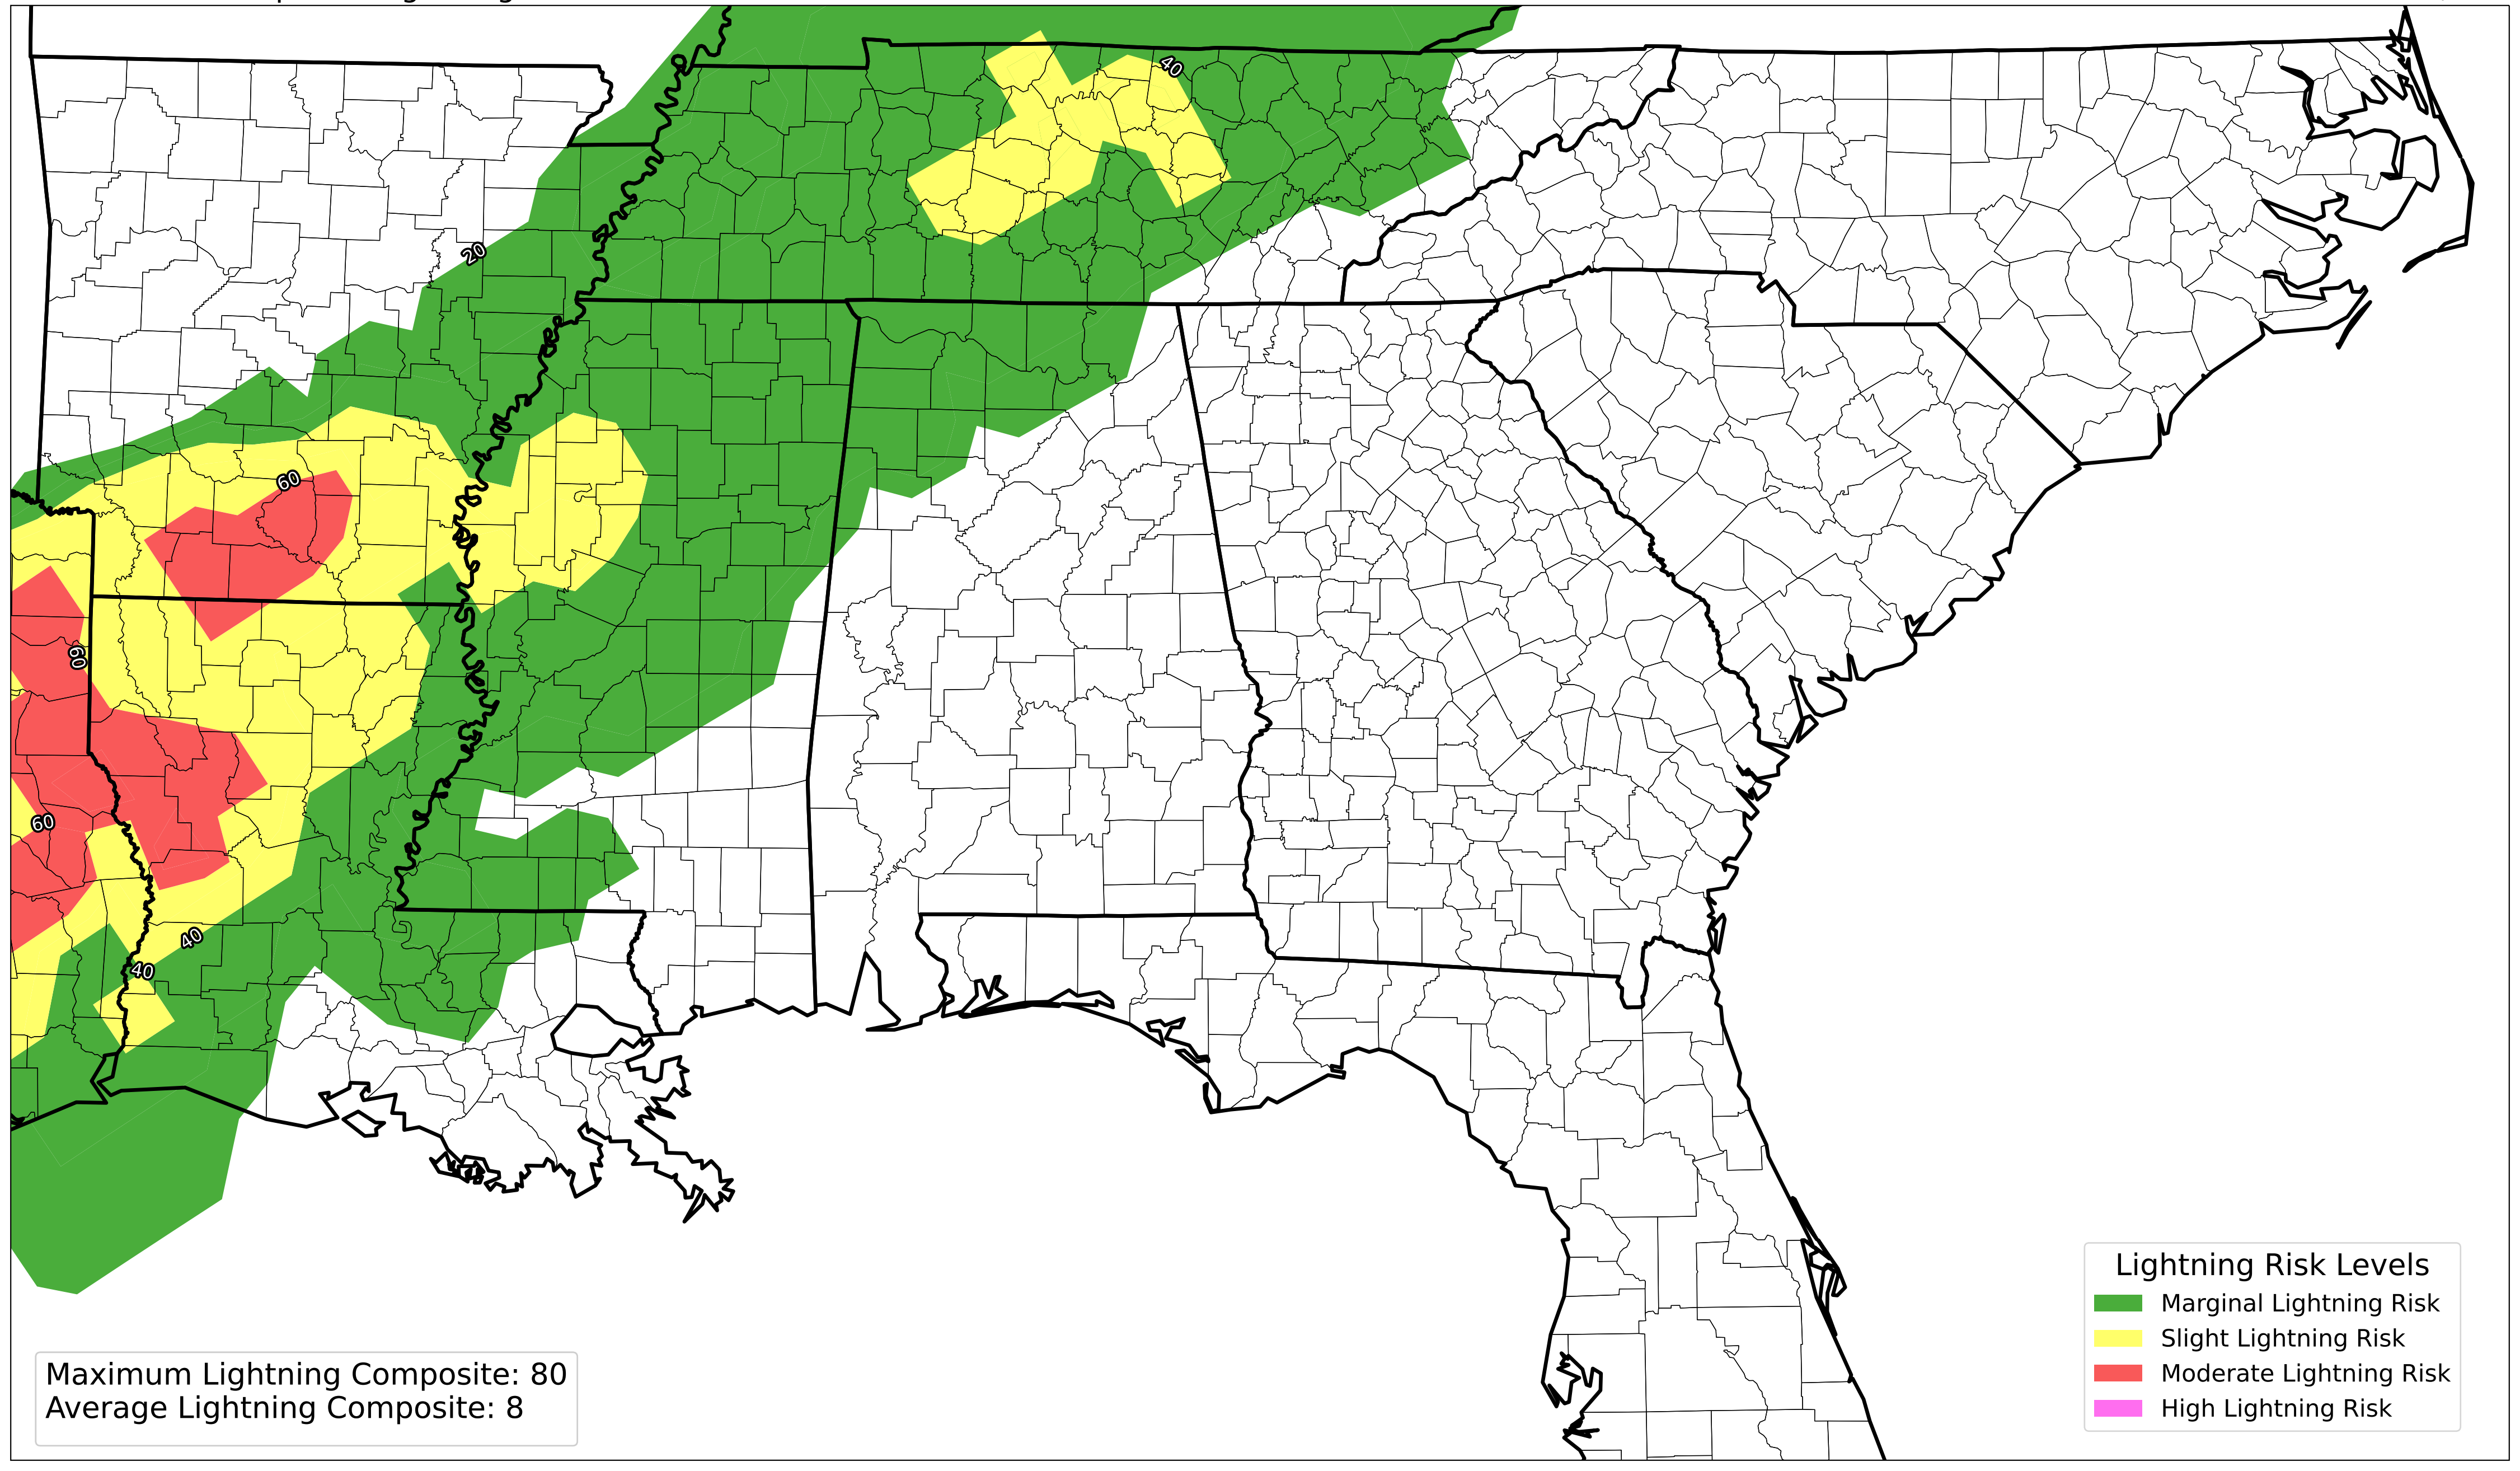 40
20
60
60
60
40
40
Lightning Risk Levels
Marginal Lightning Risk
Slight Lightning Risk
Moderate Lightning Risk
High Lightning Risk
Maximum Lightning Composite: 80
Average Lightning Composite: 8